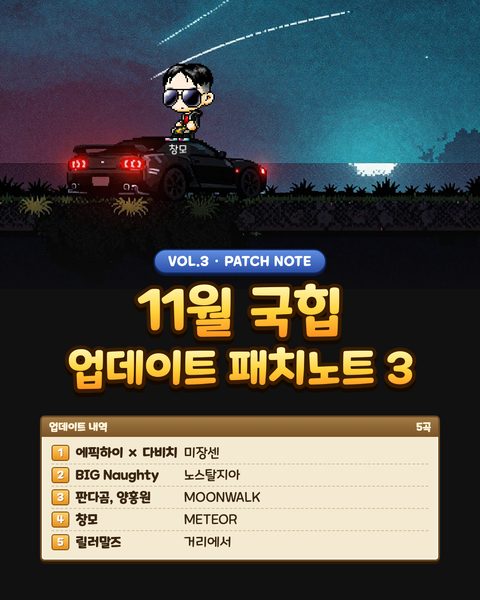 창모
VOL.3 · PATCH NOTE
11월 국힙
업데이트 패치노트 3
업데이트 내역 5곡
1 에픽하이 × 다비치 미장센
2 BIG Naughty 노스탈지아
3 판다곰, 양홍원 MOONWALK
4 창모 METEOR
5 릴러말즈 거리에서